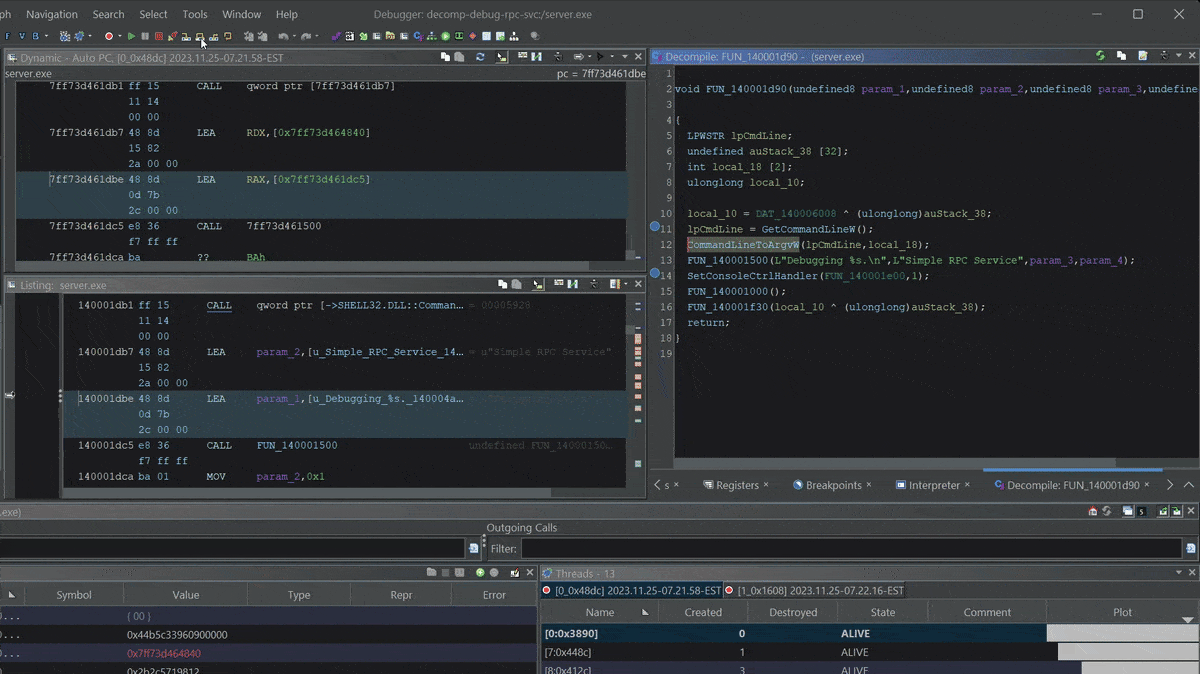 ph Navigation Search Select Tools Window Help Debugger: decomp-debug-rpc-svc:/server.exe
Dynamic - Auto PC, [0_0x48dc] 2023.11.25-07.21.58-EST
server.exe pc = 7ff73d461dbe
7ff73d461db1 ff 15 CALL qword ptr [7ff73d461db7]
11 14
00 00
7ff73d461db7 48 8d LEA RDX,[0x7ff73d464840]
15 82
2a 00 00
7ff73d461dbe 48 8d LEA RAX,[0x7ff73d461dc5]
0d 7b
2c 00 00
7ff73d461dc5 e8 36 CALL 7ff73d461500
f7 ff ff
7ff73d461dca ba ?? BAh
Listing: server.exe
140001db1 ff 15 CALL qword ptr [->SHELL32.DLL::Comman... = 00005928
11 14
00 00
140001db7 48 8d LEA param_2,[u_Simple_RPC_Service_14... = u"Simple RPC Service"
15 82
2a 00 00
140001dbe 48 8d LEA param_1,[u_Debugging_%s._140004a...
0d 7b
2c 00 00
140001dc5 e8 36 CALL FUN_140001500 undefined FUN_14000150...
f7 ff ff
140001dca ba 01 MOV param_2,0x1
Decompile: FUN_140001d90 - (server.exe)
1
2 void FUN_140001d90(undefined8 param_1,undefined8 param_2,undefined8 param_3,undefine
3
4 {
5 LPWSTR lpCmdLine;
6 undefined auStack_38 [32];
7 int local_18 [2];
8 ulonglong local_10;
9
10 local_10 = DAT_140006008 ^ (ulonglong)auStack_38;
11 lpCmdLine = GetCommandLineW();
12 CommandLineToArgvW(lpCmdLine,local_18);
13 FUN_140001500(L"Debugging %s.\n",L"Simple RPC Service",param_3,param_4);
14 SetConsoleCtrlHandler(FUN_140001e00,1);
15 FUN_140001000();
16 FUN_140001f30(local_10 ^ (ulonglong)auStack_38);
17 return;
18 }
19
s × Registers × Breakpoints × Interpreter × Decompile: FUN_140001d90 ×
.exe)
Outgoing Calls
Filter:
Symbol Value Type Repr Error
... { 00 }
... 0x44b5c33960900000
... 0x7ff73d464840
0x2b2c5719812
Threads - 13
[0_0x48dc] 2023.11.25-07.21.58-EST [1_0x1608] 2023.11.25-07.22.16-EST
Name Created Destroyed State Comment Plot
[0:0x3890] 0 ALIVE
[7:0x448c] 1 ALIVE
[8:0x412c] 3 ALIVE